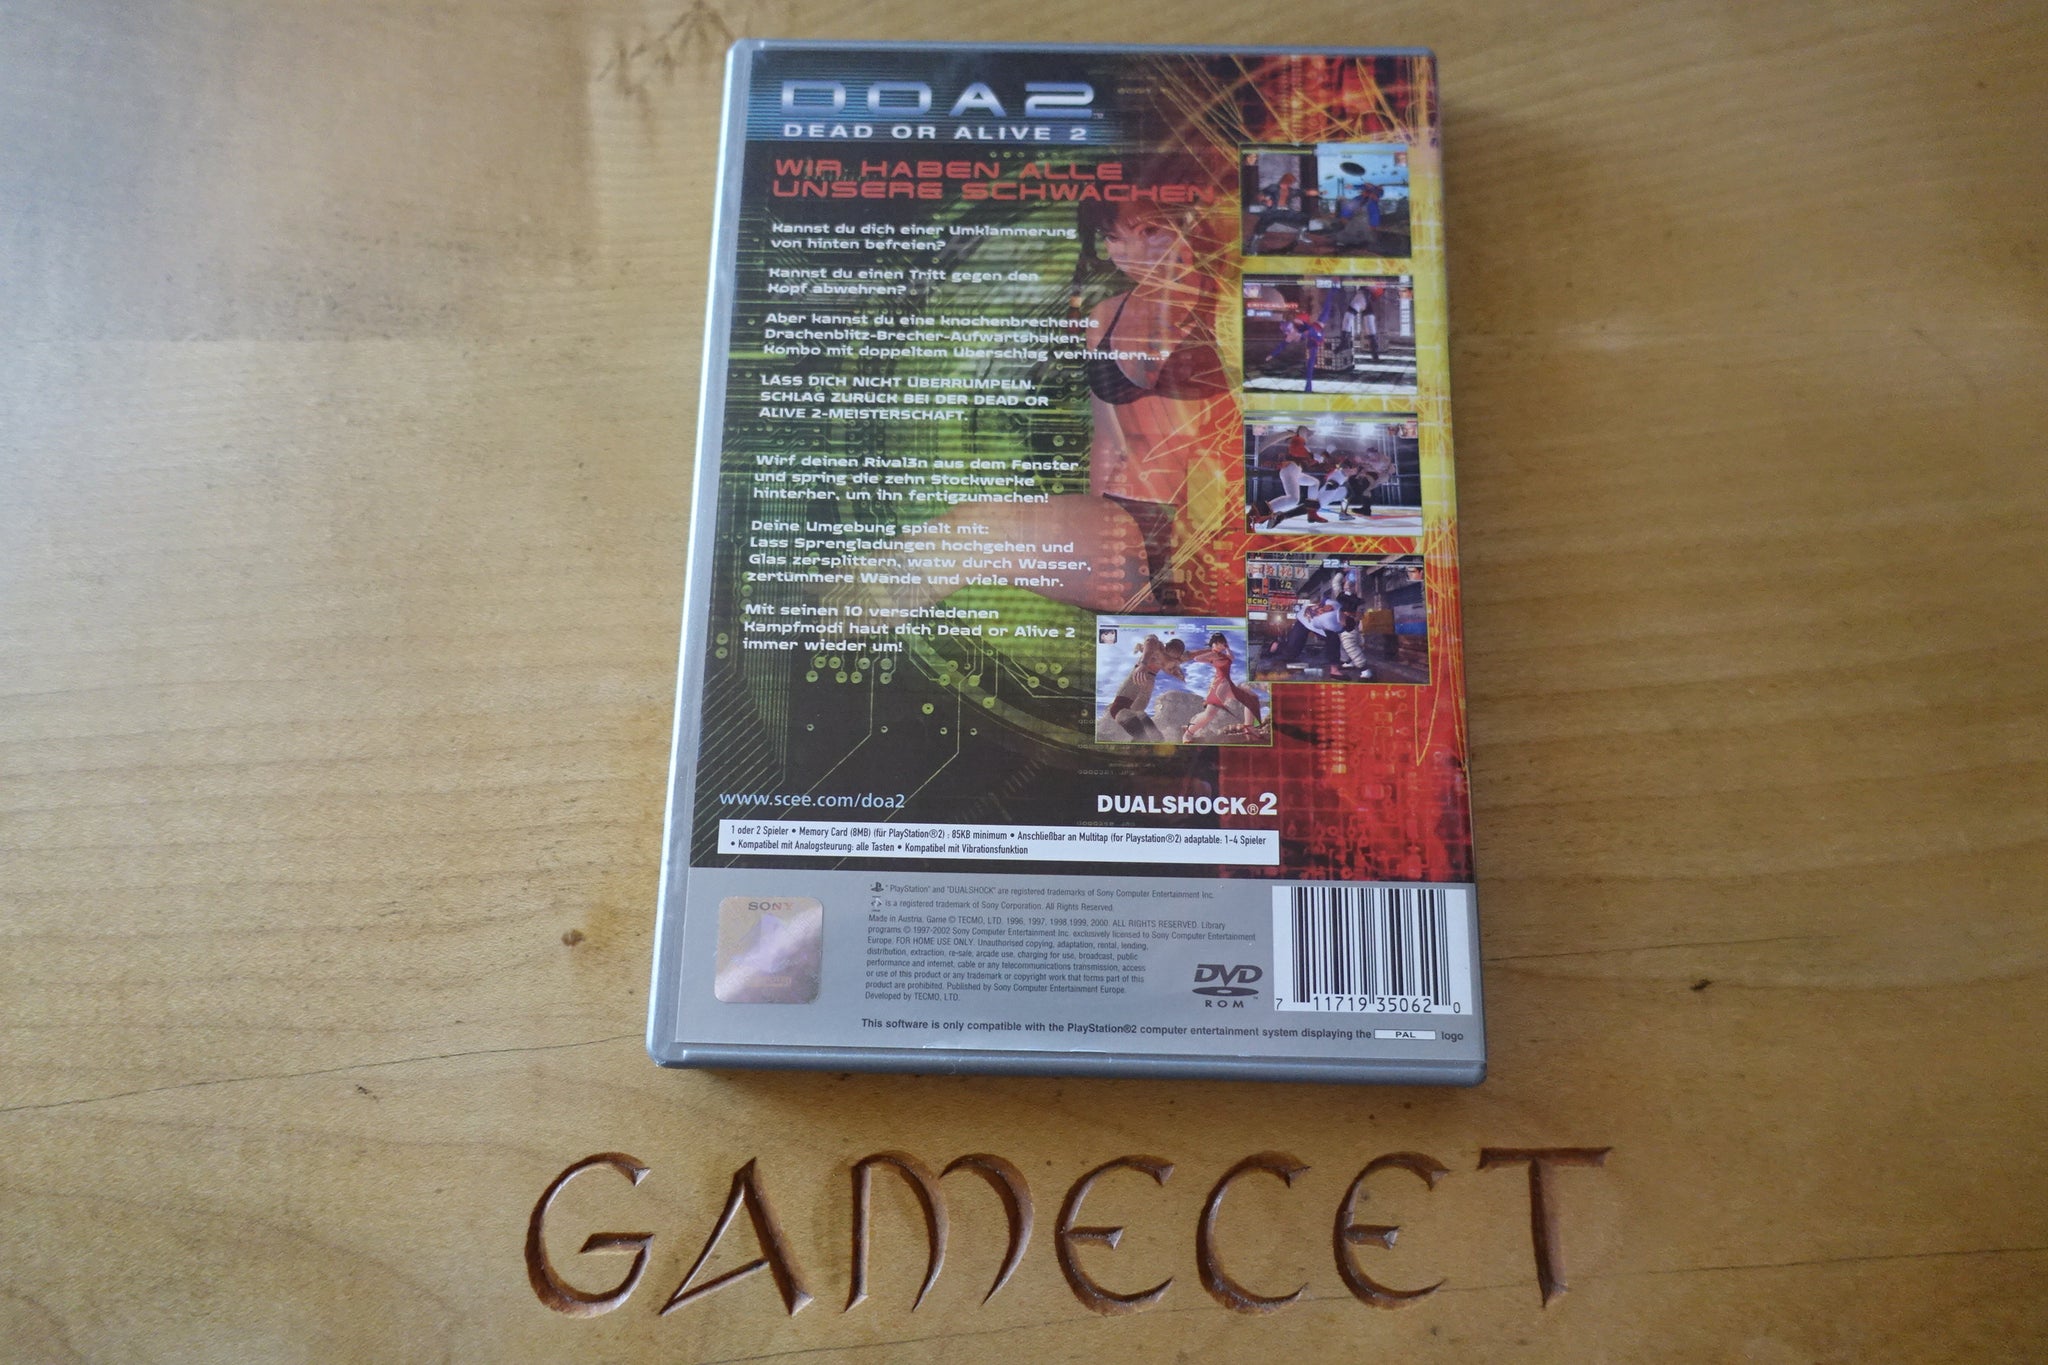 DOA2
DEAD OR ALIVE 2
WIR HABEN ALLE
UNSERE SCHWÄCHEN
Kannst du dich einer Umklammerung
von hinten befreien?
Kannst du einen Tritt gegen den
Kopf abwehren?
Aber kannst du eine knochenbrechende
Drachenblitz-Brecher-Aufwärtshaken-
Kombo mit doppeltem Überschlag verhindern...?
LASS DICH NICHT ÜBERRUMPELN.
SCHLAG ZURÜCK BEI DER DEAD OR
ALIVE 2-MEISTERSCHAFT.
Wirf deinen Rival3n aus dem Fenster
und spring die zehn Stockwerke
hinterher, um ihn fertigzumachen!
Deine Umgebung spielt mit:
Lass Sprengladungen hochgehen und
Glas zersplittern, watw durch Wasser,
zertümmere Wände und viele mehr.
Mit seinen 10 verschiedenen
Kampfmodi haut dich Dead or Alive 2
immer wieder um!
www.scee.com/doa2
DUALSHOCK®2
1 oder 2 Spieler • Memory Card (8MB) (für PlayStation®2) : 85KB minimum • Anschließbar an Multitap (for Playstation®2) adaptable: 1-4 Spieler
• Kompatibel mit Analogsteurung: alle Tasten • Kompatibel mit Vibrationsfunktion
SONY
"PlayStation" and "DUALSHOCK" are registered trademarks of Sony Computer Entertainment Inc.
is a registered trademark of Sony Corporation. All Rights Reserved.
Made in Austria. Game © TECMO, LTD. 1996, 1997, 1998 1999, 2000. ALL RIGHTS RESERVED. Library
programs © 1997-2002 Sony Computer Entertainment Inc. exclusively licensed to Sony Computer Entertainment
Europe. FOR HOME USE ONLY. Unauthorised copying, adaptation, rental, lending,
distribution, extraction, re-sale, arcade use, charging for use, broadcast, public
performance and internet, cable or any telecommunications transmission, access
or use of this product or any trademark or copyright work that forms part of this
product are prohibited. Published by Sony Computer Entertainment Europe.
Developed by TECMO, LTD.
DVD
ROM
7 11719 35062 0
This software is only compatible with the PlayStation®2 computer entertainment system displaying the PAL logo
GAMECET